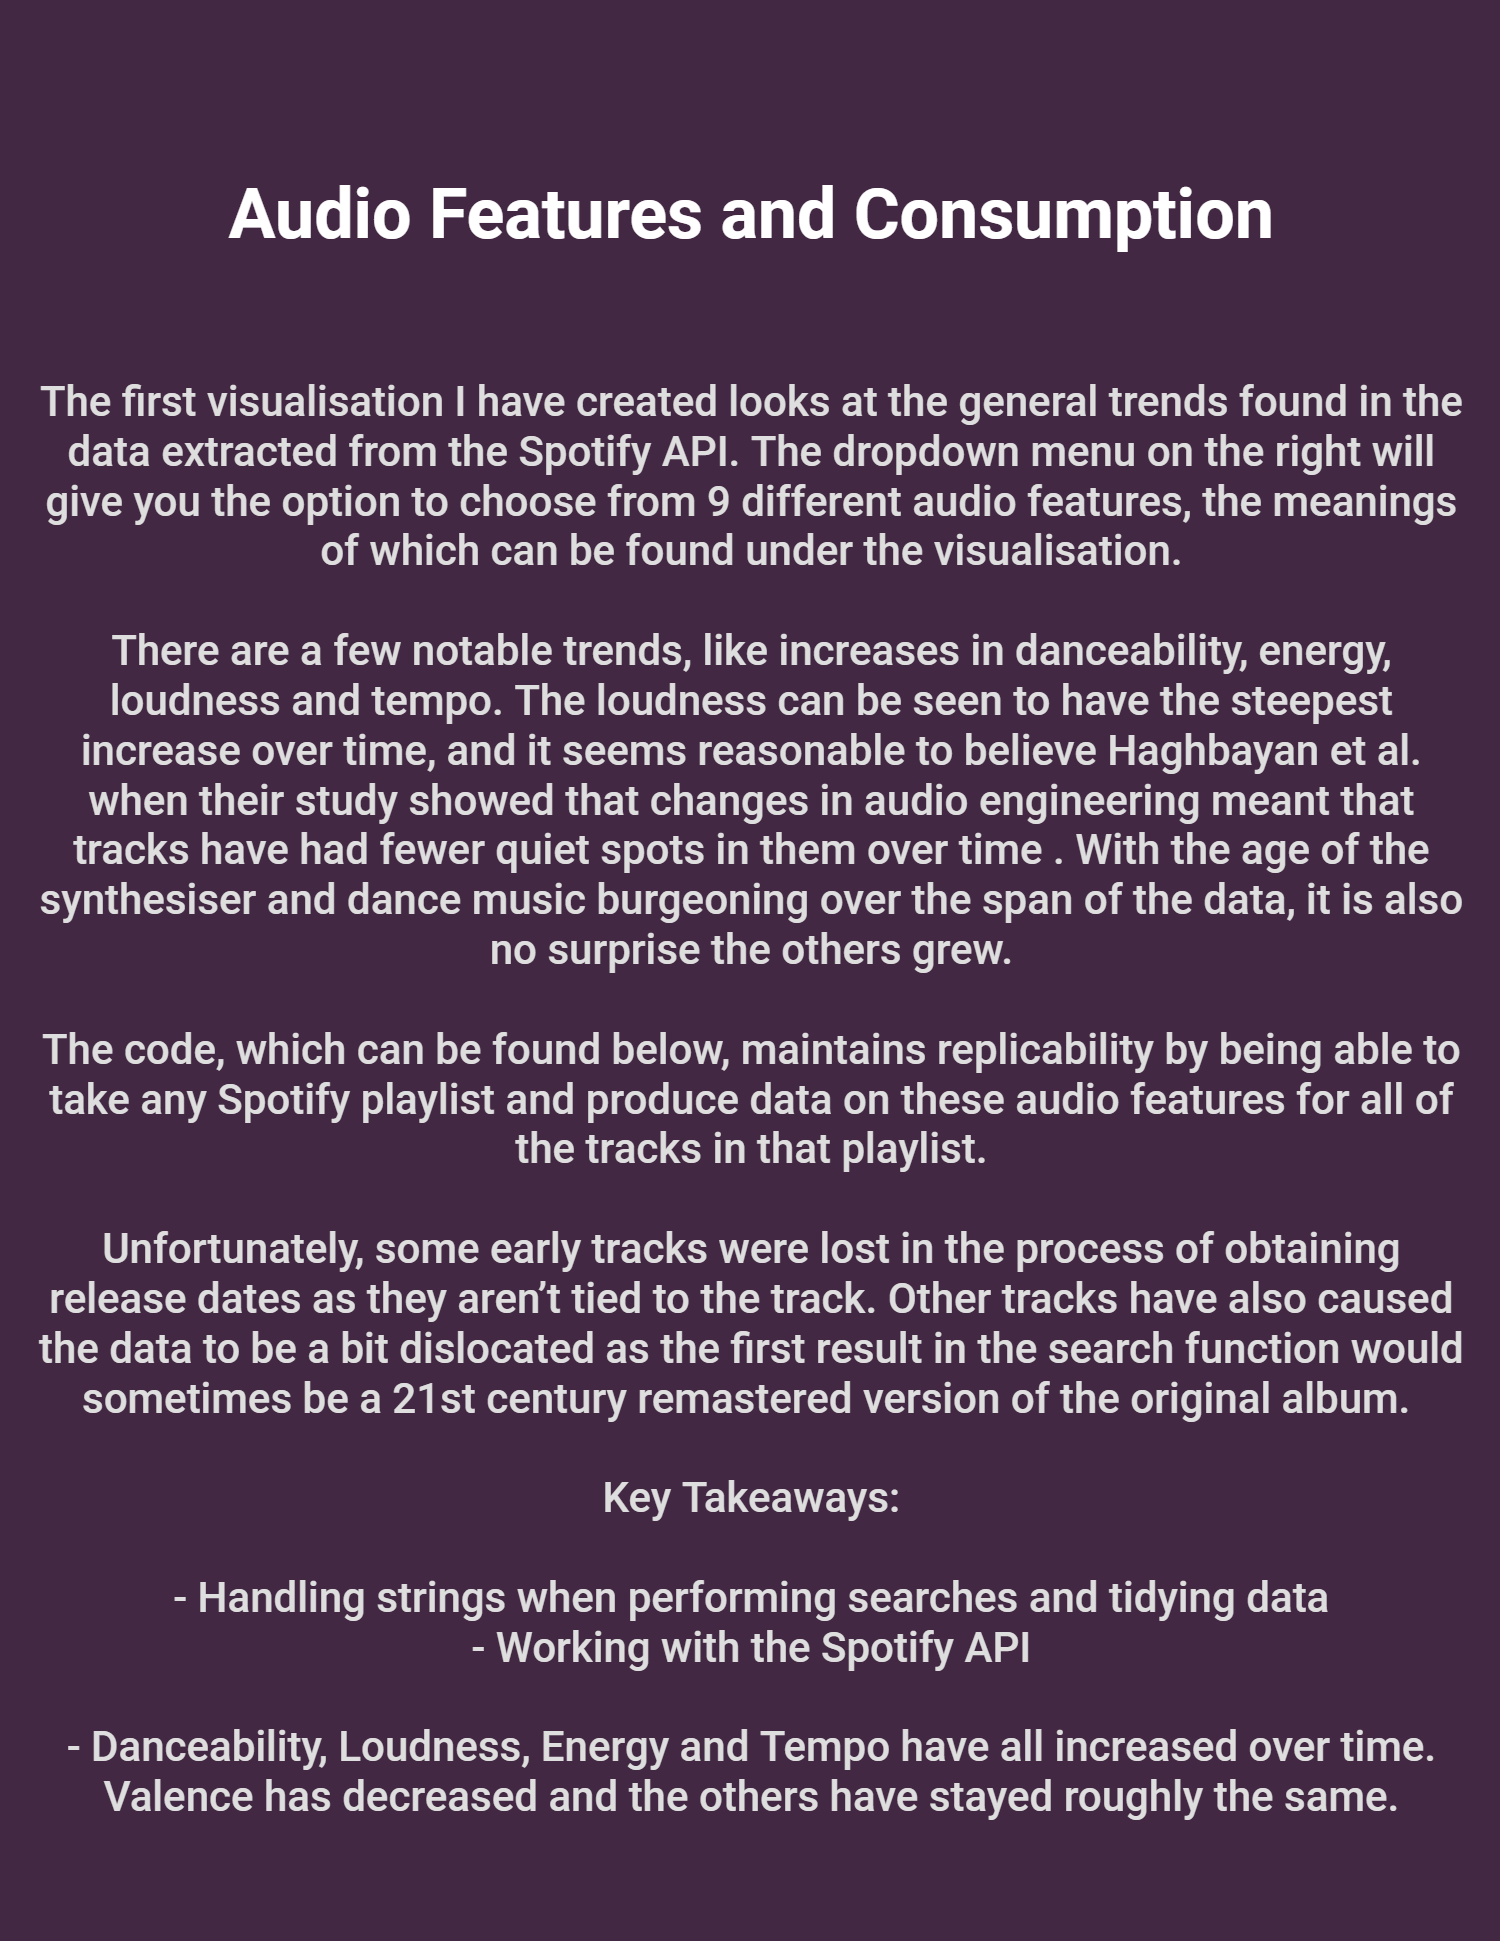 Audio Features and Consumption
The first visualisation I have created looks at the general trends found in the
data extracted from the Spotify API. The dropdown menu on the right will
give you the option to choose from 9 different audio features, the meanings
of which can be found under the visualisation.
There are a few notable trends, like increases in danceability, energy,
loudness and tempo. The loudness can be seen to have the steepest
increase over time, and it seems reasonable to believe Haghbayan et al.
when their study showed that changes in audio engineering meant that
tracks have had fewer quiet spots in them over time . With the age of the
synthesiser and dance music burgeoning over the span of the data, it is also
no surprise the others grew.
The code, which can be found below, maintains replicability by being able to
take any Spotify playlist and produce data on these audio features for all of
the tracks in that playlist.
Unfortunately, some early tracks were lost in the process of obtaining
release dates as they aren’t tied to the track. Other tracks have also caused
the data to be a bit dislocated as the first result in the search function would
sometimes be a 21st century remastered version of the original album.
Key Takeaways:
- Handling strings when performing searches and tidying data
- Working with the Spotify API
- Danceability, Loudness, Energy and Tempo have all increased over time.
Valence has decreased and the others have stayed roughly the same.